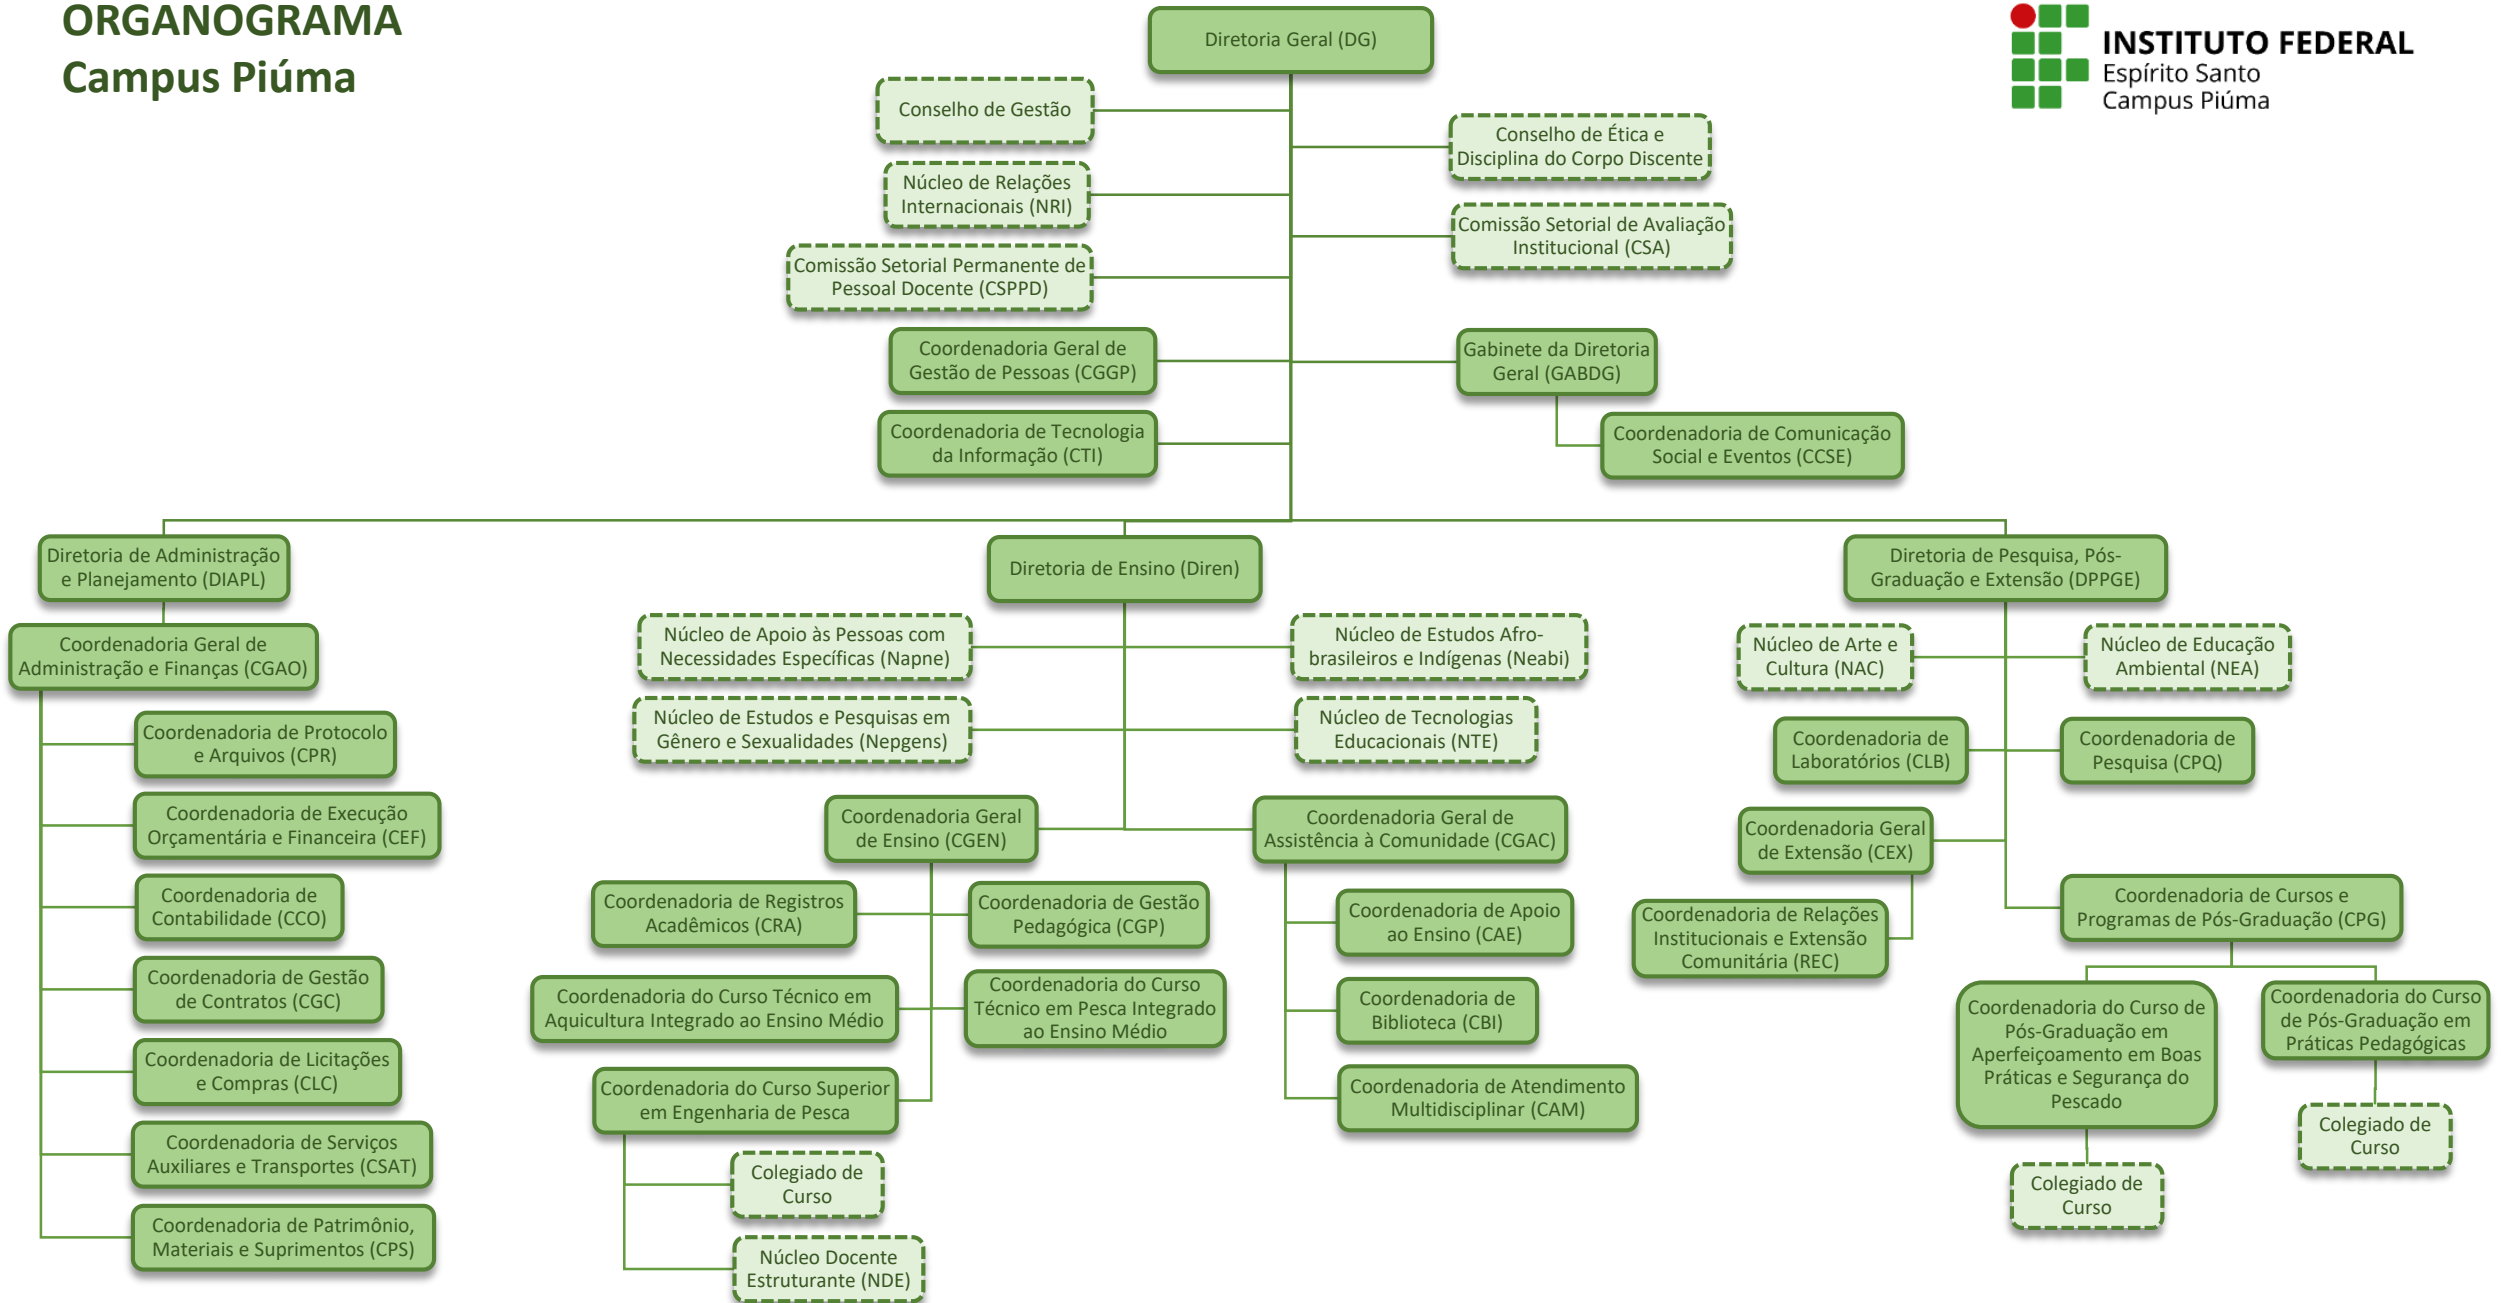 ORGANOGRAMA
Campus Piúma
INSTITUTO FEDERAL
Espírito Santo
Campus Piúma
Diretoria Geral (DG)
Conselho de Gestão
Conselho de Ética e
Disciplina do Corpo Discente
Núcleo de Relações
Internacionais (NRI)
Comissão Setorial de Avaliação
Institucional (CSA)
Comissão Setorial Permanente de
Pessoal Docente (CSPPD)
Coordenadoria Geral de
Gestão de Pessoas (CGGP)
Gabinete da Diretoria
Geral (GABDG)
Coordenadoria de Tecnologia
da Informação (CTI)
Coordenadoria de Comunicação
Social e Eventos (CCSE)
Diretoria de Administração
e Planejamento (DIAPL)
Coordenadoria Geral de
Administração e Finanças (CGAO)
Coordenadoria de Protocolo
e Arquivos (CPR)
Coordenadoria de Execução
Orçamentária e Financeira (CEF)
Coordenadoria de
Contabilidade (CCO)
Coordenadoria de Gestão
de Contratos (CGC)
Coordenadoria de Licitações
e Compras (CLC)
Coordenadoria de Serviços
Auxiliares e Transportes (CSAT)
Coordenadoria de Patrimônio,
Materiais e Suprimentos (CPS)
Diretoria de Ensino (Diren)
Núcleo de Apoio às Pessoas com
Necessidades Específicas (Napne)
Núcleo de Estudos Afro-
brasileiros e Indígenas (Neabi)
Núcleo de Estudos e Pesquisas em
Gênero e Sexualidades (Nepgens)
Núcleo de Tecnologias
Educacionais (NTE)
Coordenadoria Geral
de Ensino (CGEN)
Coordenadoria de Registros
Acadêmicos (CRA)
Coordenadoria de Gestão
Pedagógica (CGP)
Coordenadoria do Curso Técnico em
Aquicultura Integrado ao Ensino Médio
Coordenadoria do Curso
Técnico em Pesca Integrado
ao Ensino Médio
Coordenadoria do Curso Superior
em Engenharia de Pesca
Colegiado de
Curso
Núcleo Docente
Estruturante (NDE)
Coordenadoria Geral de
Assistência à Comunidade (CGAC)
Coordenadoria de Apoio
ao Ensino (CAE)
Coordenadoria de
Biblioteca (CBI)
Coordenadoria de Atendimento
Multidisciplinar (CAM)
Diretoria de Pesquisa, Pós-
Graduação e Extensão (DPPGE)
Núcleo de Arte e
Cultura (NAC)
Núcleo de Educação
Ambiental (NEA)
Coordenadoria de
Laboratórios (CLB)
Coordenadoria de
Pesquisa (CPQ)
Coordenadoria Geral
de Extensão (CEX)
Coordenadoria de Relações
Institucionais e Extensão
Comunitária (REC)
Coordenadoria de Cursos e
Programas de Pós-Graduação (CPG)
Coordenadoria do Curso de
Pós-Graduação em
Aperfeiçoamento em Boas
Práticas e Segurança do
Pescado
Colegiado de
Curso
Coordenadoria do Curso
de Pós-Graduação em
Práticas Pedagógicas
Colegiado de
Curso